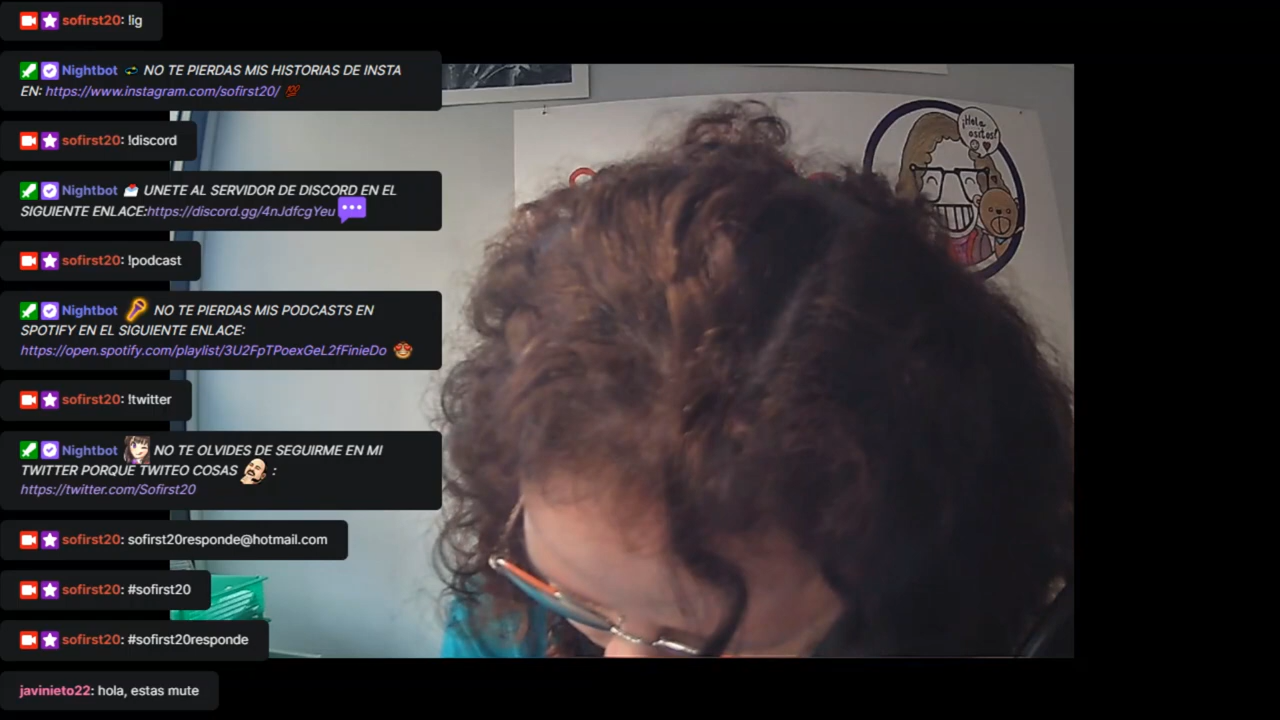 sofirst20: !ig
Nightbot NO TE PIERDAS MIS HISTORIAS DE INSTA
EN: https://www.instagram.com/sofirst20/ 💯
sofirst20: !discord
Nightbot UNETE AL SERVIDOR DE DISCORD EN EL
SIGUIENTE ENLACE:https://discord.gg/4nJdfcgYeu
sofirst20: !podcast
Nightbot NO TE PIERDAS MIS PODCASTS EN
SPOTIFY EN EL SIGUIENTE ENLACE:
https://open.spotify.com/playlist/3U2FpTPoexGeL2fFinieDo
sofirst20: !twitter
Nightbot NO TE OLVIDES DE SEGUIRME EN MI
TWITTER PORQUE TWITEO COSAS :
https://twitter.com/Sofirst20
sofirst20: sofirst20responde@hotmail.com
sofirst20: #sofirst20
sofirst20: #sofirst20responde
javinieto22: hola, estas mute
¡Hola
ositos!